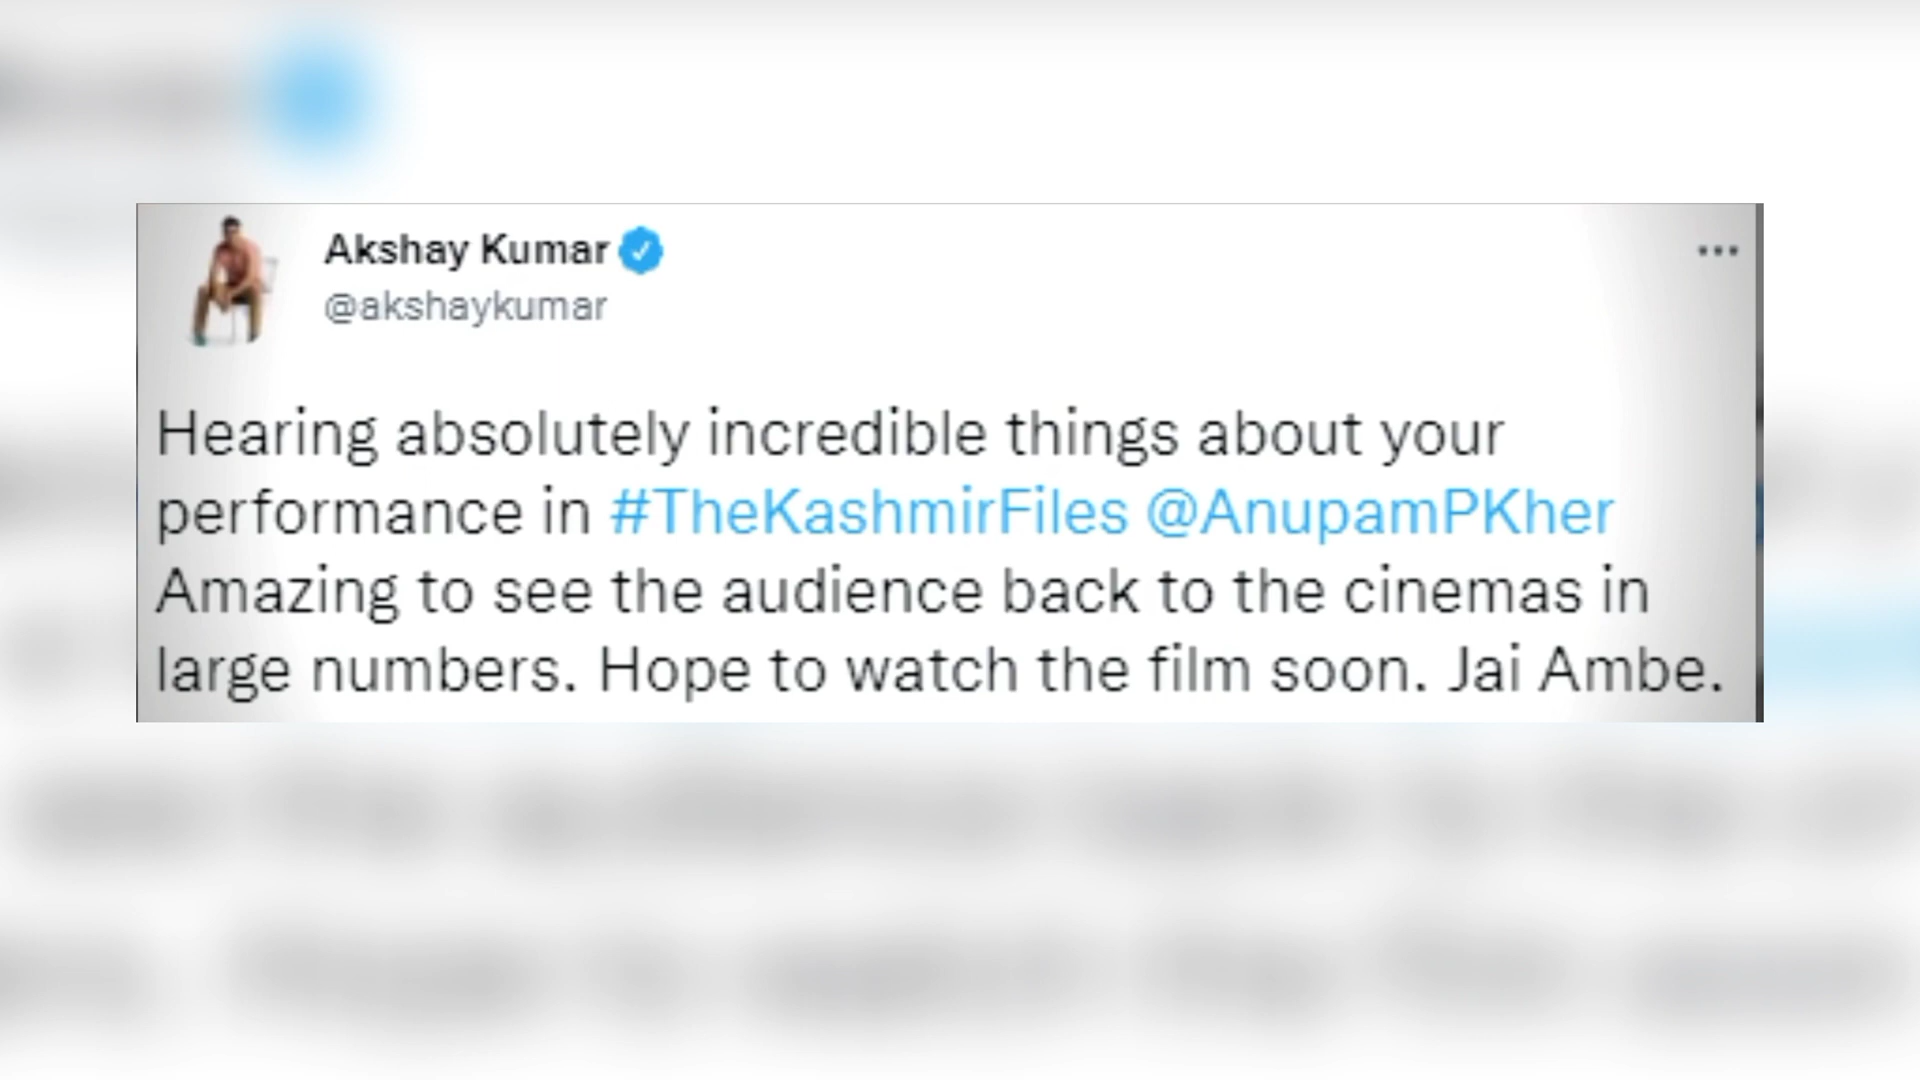 Akshay Kumar
@akshaykumar
Hearing absolutely incredible things about your
performance in #TheKashmirFiles @AnupamPKher
Amazing to see the audience back to the cinemas in
large numbers. Hope to watch the film soon. Jai Ambe.